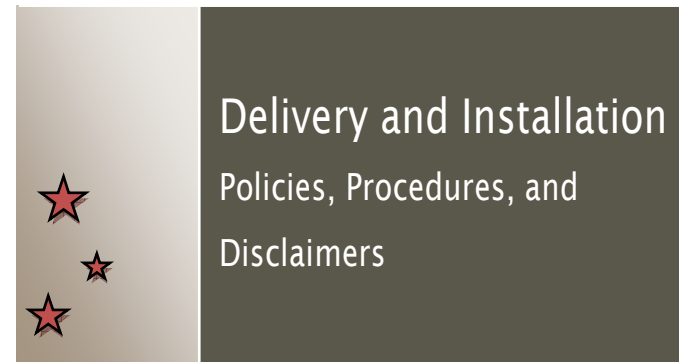 Delivery and Installation
Policies, Procedures, and
Disclaimers